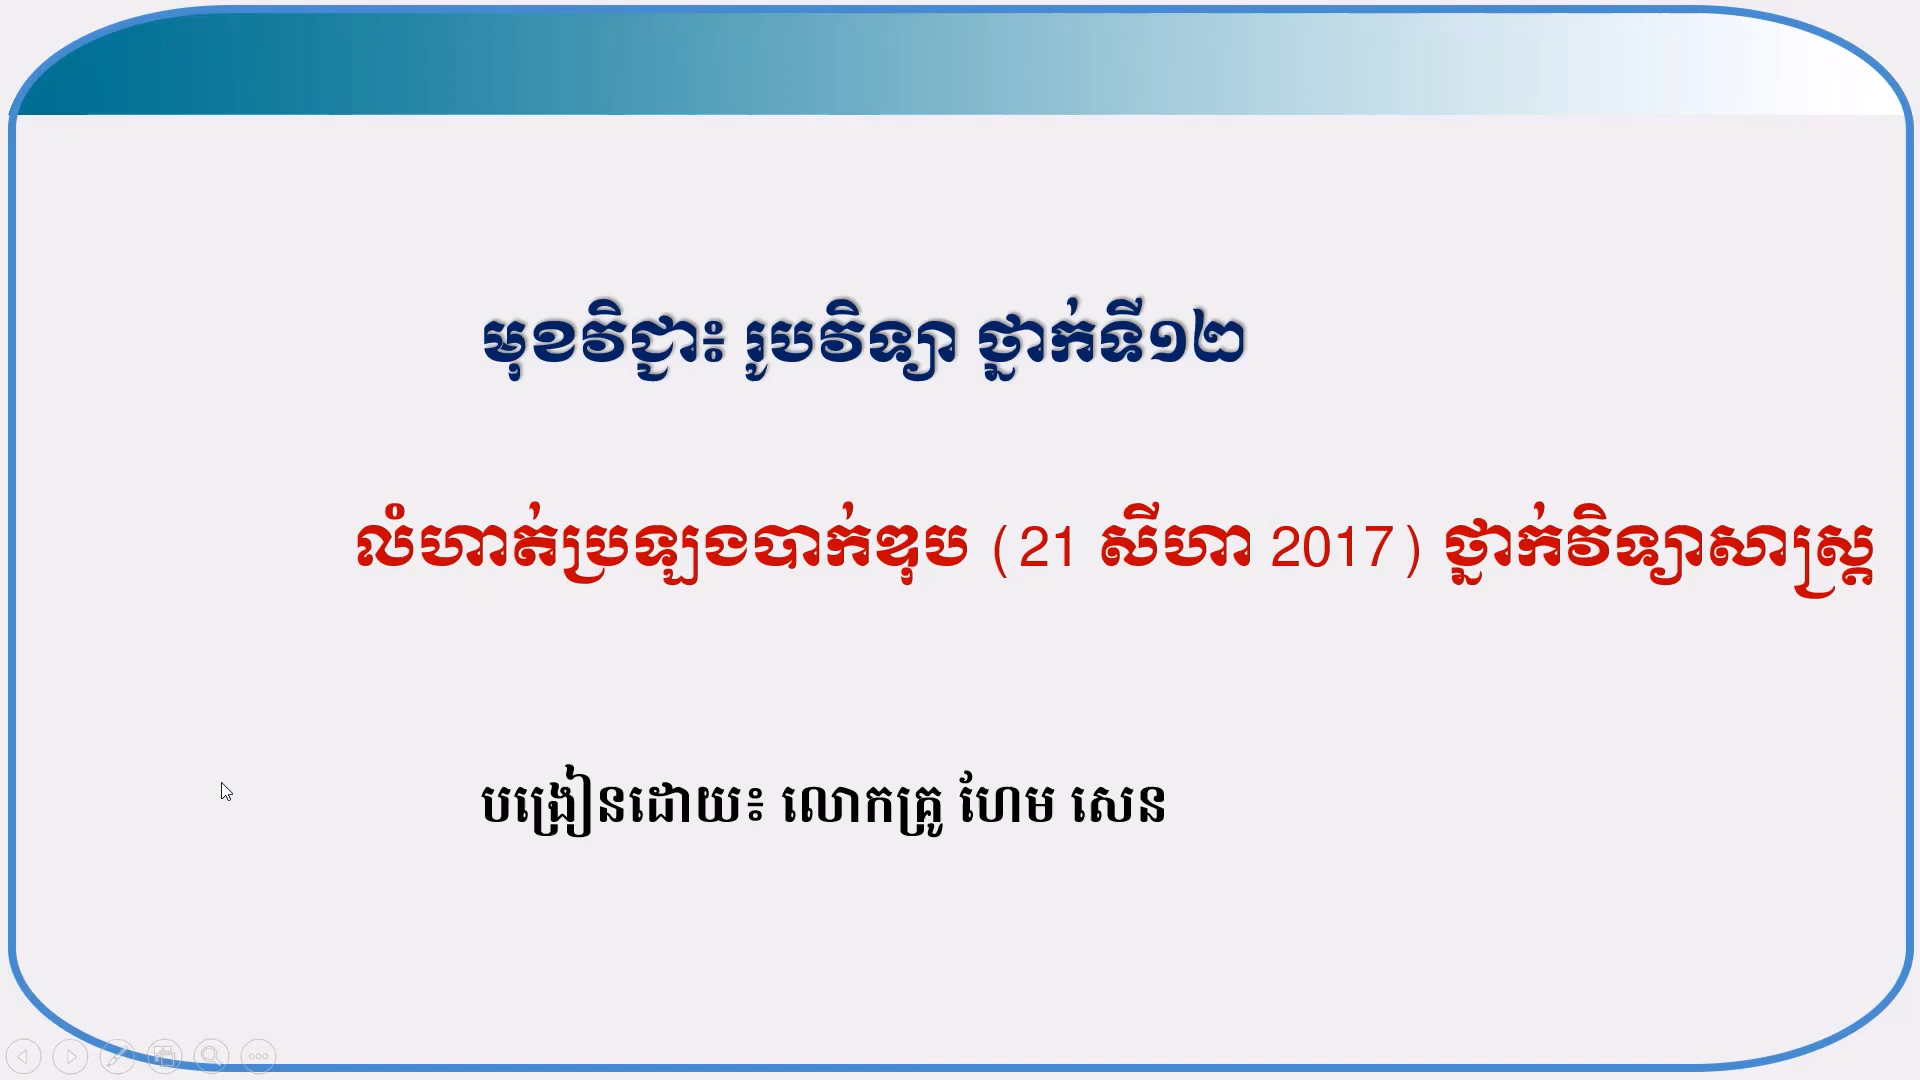 មុខវិជ្ជា៖ រូបវិទ្យា ថ្នាក់ទី១២
លំហាត់ប្រឡងបាក់ឌុប (21 សីហា 2017) ថ្នាក់វិទ្យាសាស្ត្រ
បង្រៀនដោយ៖ លោកគ្រូ ហែម សេន